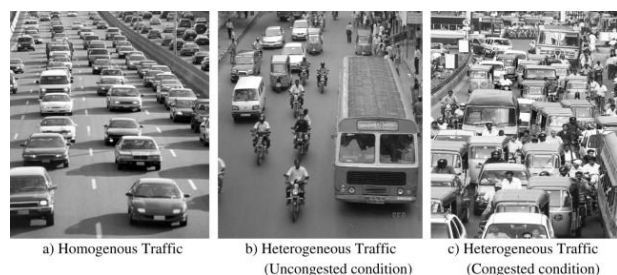 a) Homogenous Traffic
b) Heterogeneous Traffic
(Uncongested condition)
c) Heterogeneous Traffic
(Congested condition)